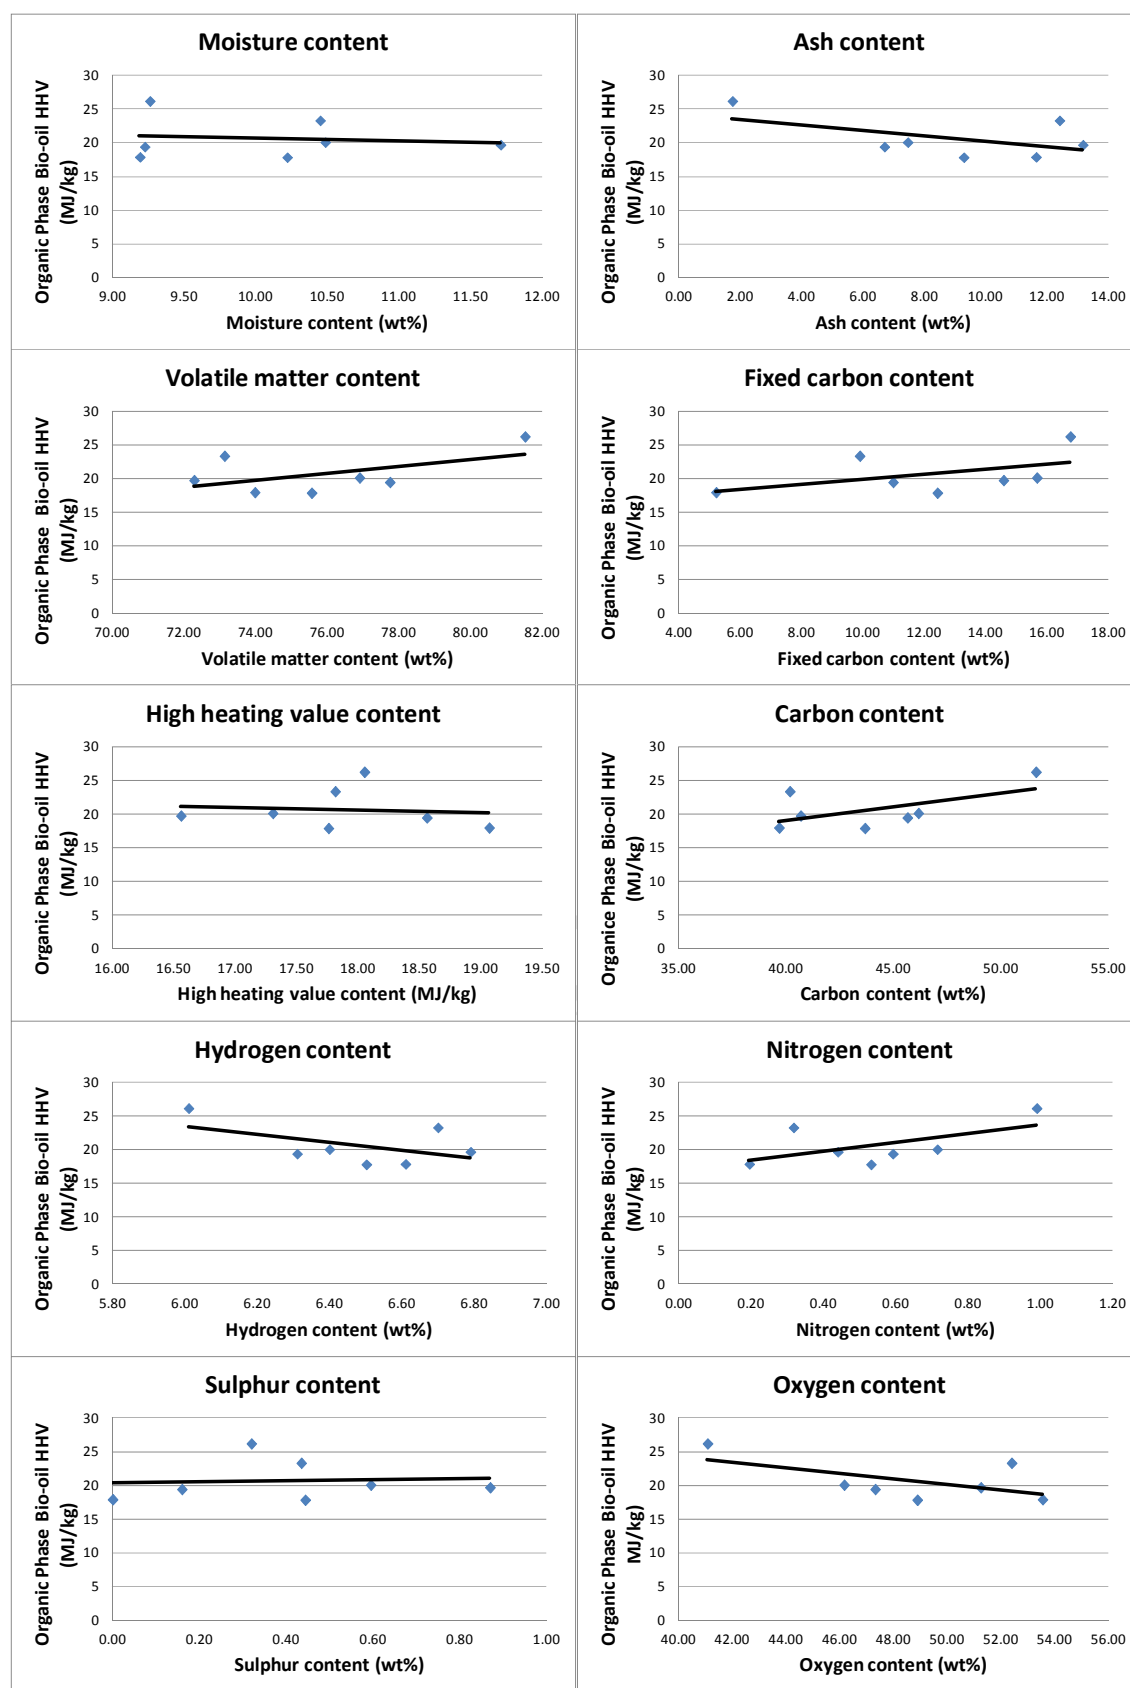 Moisture content
Organic Phase Bio-oil HHV
(MJ/kg)
30
25
20
15
10
5
0
9.00 9.50 10.00 10.50 11.00 11.50 12.00
Moisture content (wt%)
Ash content
Organic Phase Bio-oil HHV
(MJ/kg)
30
25
20
15
10
5
0
0.00 2.00 4.00 6.00 8.00 10.00 12.00 14.00
Ash content (wt%)
Volatile matter content
Organic Phase Bio-oil HHV
(MJ/kg)
30
25
20
15
10
5
0
70.00 72.00 74.00 76.00 78.00 80.00 82.00
Volatile matter content (wt%)
Fixed carbon content
Organic Phase Bio-oil HHV
(MJ/kg)
30
25
20
15
10
5
0
4.00 6.00 8.00 10.00 12.00 14.00 16.00 18.00
Fixed carbon content (wt%)
High heating value content
Organic Phase Bio-oil HHV
(MJ/kg)
30
25
20
15
10
5
0
16.00 16.50 17.00 17.50 18.00 18.50 19.00 19.50
High heating value content (MJ/kg)
Carbon content
Organice Phase Bio-oil HHV
(MJ/kg)
30
25
20
15
10
5
0
35.00 40.00 45.00 50.00 55.00
Carbon content (wt%)
Hydrogen content
Organic Phase Bio-oil HHV
(MJ/kg)
30
25
20
15
10
5
0
5.80 6.00 6.20 6.40 6.60 6.80 7.00
Hydrogen content (wt%)
Nitrogen content
Organic Phase Bio-oil HHV
(MJ/kg)
30
25
20
15
10
5
0
0.00 0.20 0.40 0.60 0.80 1.00 1.20
Nitrogen content (wt%)
Sulphur content
Organic Phase Bio-oil HHV
(MJ/kg)
30
25
20
15
10
5
0
0.00 0.20 0.40 0.60 0.80 1.00
Sulphur content (wt%)
Oxygen content
Organic Phase Bio-oil HHV
MJ/kg)
30
25
20
15
10
5
0
40.00 42.00 44.00 46.00 48.00 50.00 52.00 54.00 56.00
Oxygen content (wt%)